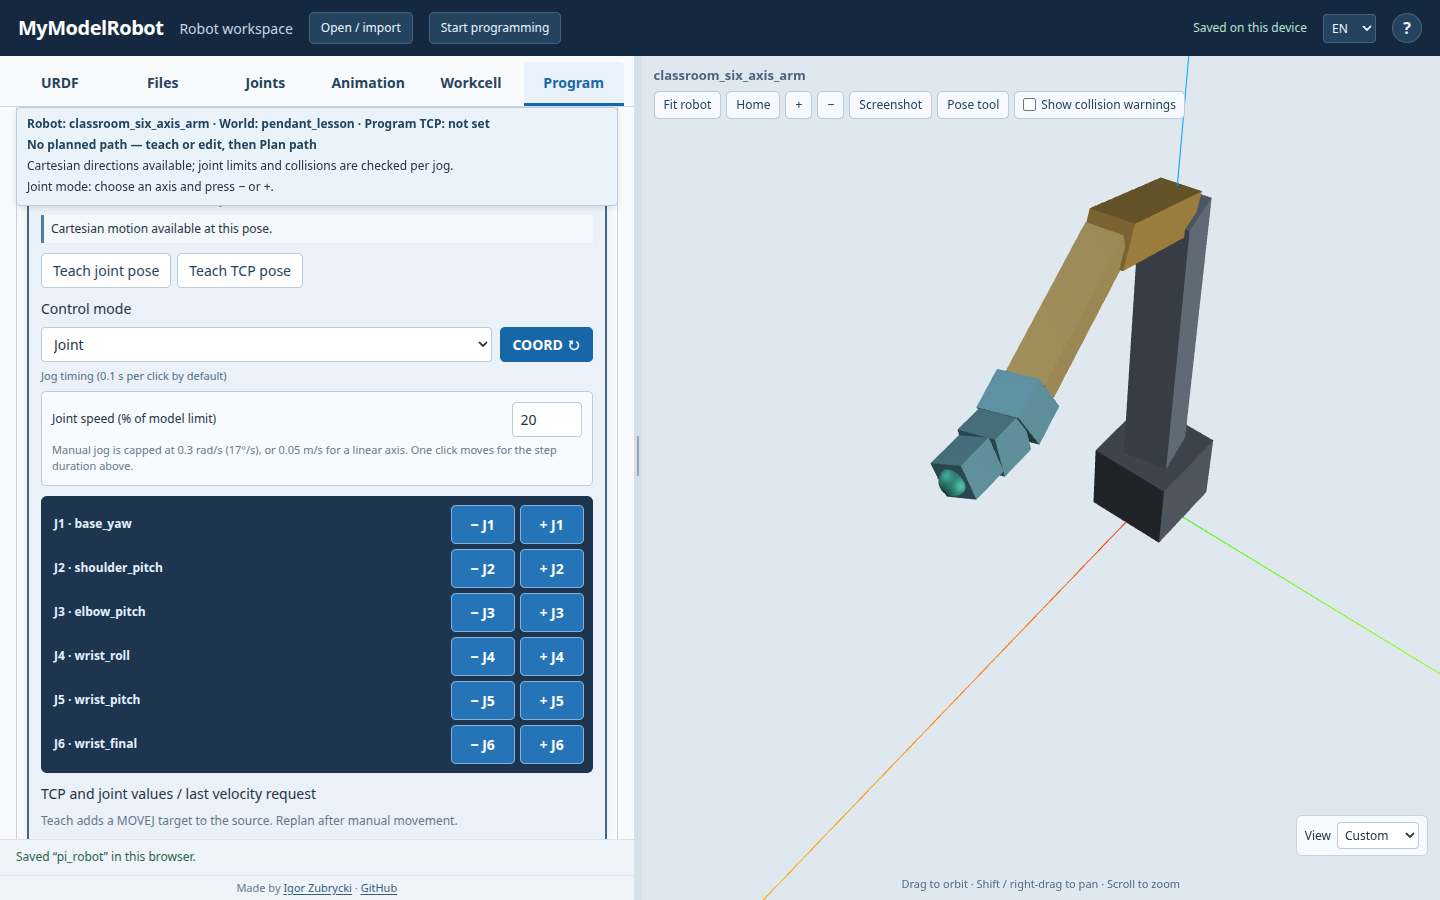 MyModelRobot
Robot workspace
Open / import
Start programming
Saved on this device
EN
?
URDF
Files
Joints
Animation
Workcell
Program
Robot: classroom_six_axis_arm · World: pendant_lesson · Program TCP: not set
No planned path — teach or edit, then Plan path
Cartesian directions available; joint limits and collisions are checked per jog.
Joint mode: choose an axis and press − or +.
Cartesian motion available at this pose.
Teach joint pose
Teach TCP pose
Control mode
Joint
COORD ↻
Jog timing (0.1 s per click by default)
Joint speed (% of model limit)
20
Manual jog is capped at 0.3 rad/s (17°/s), or 0.05 m/s for a linear axis. One click moves for the step
duration above.
J1 · base_yaw
− J1
+ J1
J2 · shoulder_pitch
− J2
+ J2
J3 · elbow_pitch
− J3
+ J3
J4 · wrist_roll
− J4
+ J4
J5 · wrist_pitch
− J5
+ J5
J6 · wrist_final
− J6
+ J6
TCP and joint values / last velocity request
Teach adds a MOVEJ target to the source. Replan after manual movement.
Saved “pi_robot” in this browser.
Made by Igor Zubrycki · GitHub
classroom_six_axis_arm
Fit robot
Home
+
−
Screenshot
Pose tool
Show collision warnings
View
Custom
Drag to orbit · Shift / right-drag to pan · Scroll to zoom